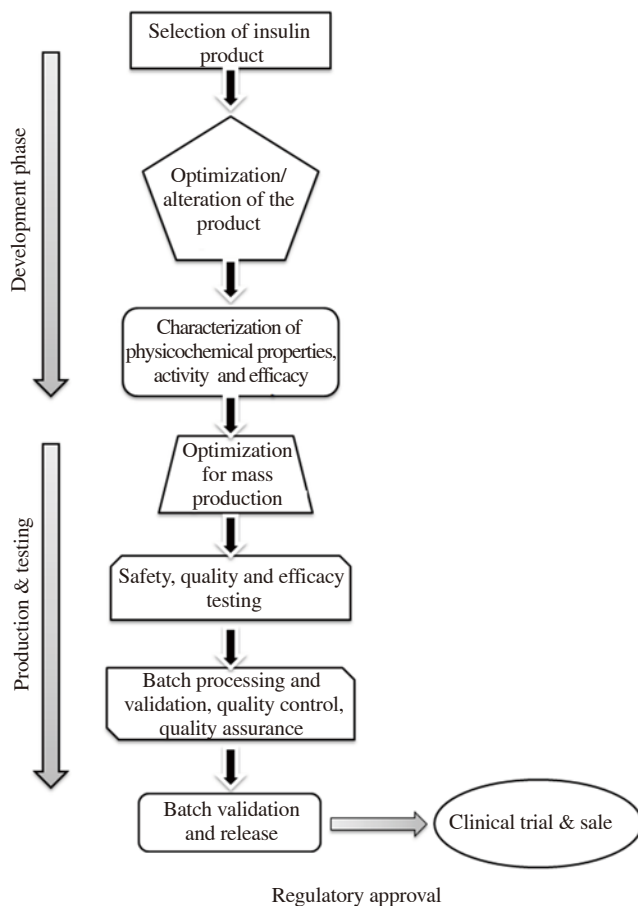 Selection of insulin
product
Development phase
Optimization/
alteration of the
product
Characterization of
physicochemical properties,
activity and efficacy
Production & testing
Optimization
for mass
production
Safety, quality and efficacy
testing
Batch processing and
validation, quality control,
quality assurance
Batch validation
and release
Clinical trial & sale
Regulatory approval